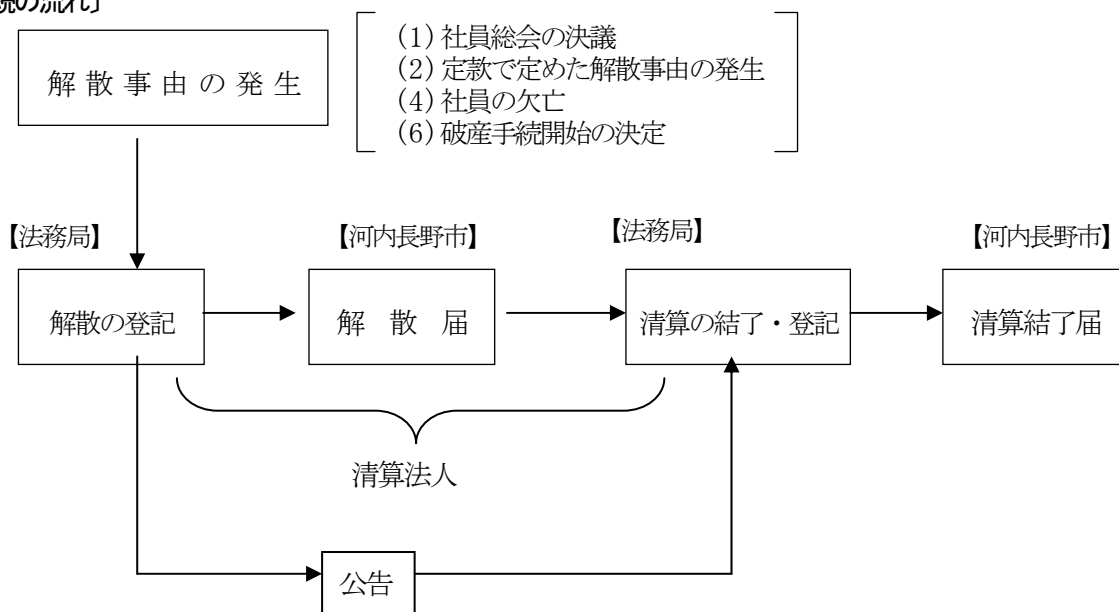 の流れ〕
解散事由の発生
(1)社員総会の決議
(2)定款で定めた解散事由の発生
(4)社員の欠亡
(6)破産手続開始の決定
【法務局】
【河内長野市】
【法務局】
【河内長野市】
解散の登記
解散届
清算の結了・登記
清算結了届
清算法人
公告